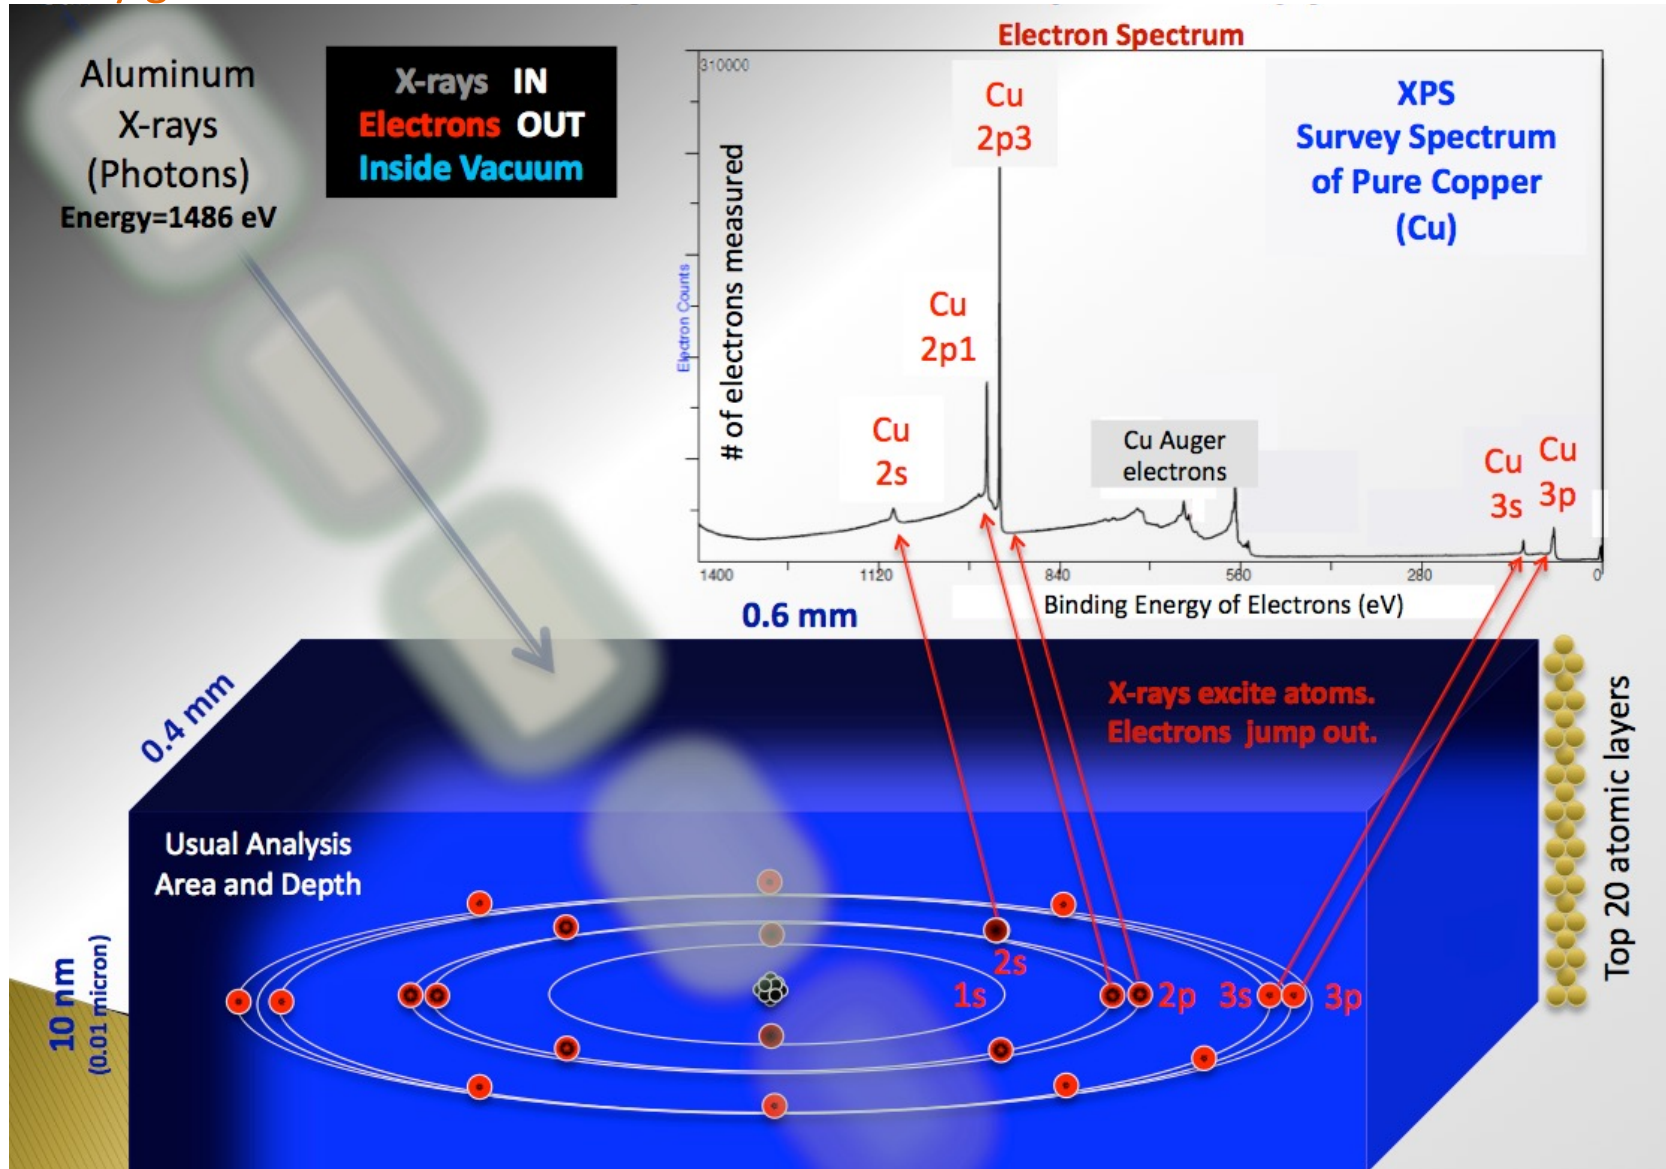 Aluminum
X-rays
(Photons)
Energy=1486 eV
X-rays IN
Electrons OUT
Inside Vacuum
Electron Spectrum
310000
XPS
Survey Spectrum
of Pure Copper
(Cu)
Cu
2p3
Cu
2p1
Cu
2s
Cu Auger
electrons
Cu
3s
Cu
3p
Electron Counts
# of electrons measured
1400
1120
840
560
280
0
Binding Energy of Electrons (eV)
0.6 mm
0.4 mm
X-rays excite atoms.
Electrons jump out.
Top 20 atomic layers
Usual Analysis
Area and Depth
10 nm
(0.01 micron)
1s
2s
2p
3s
3p